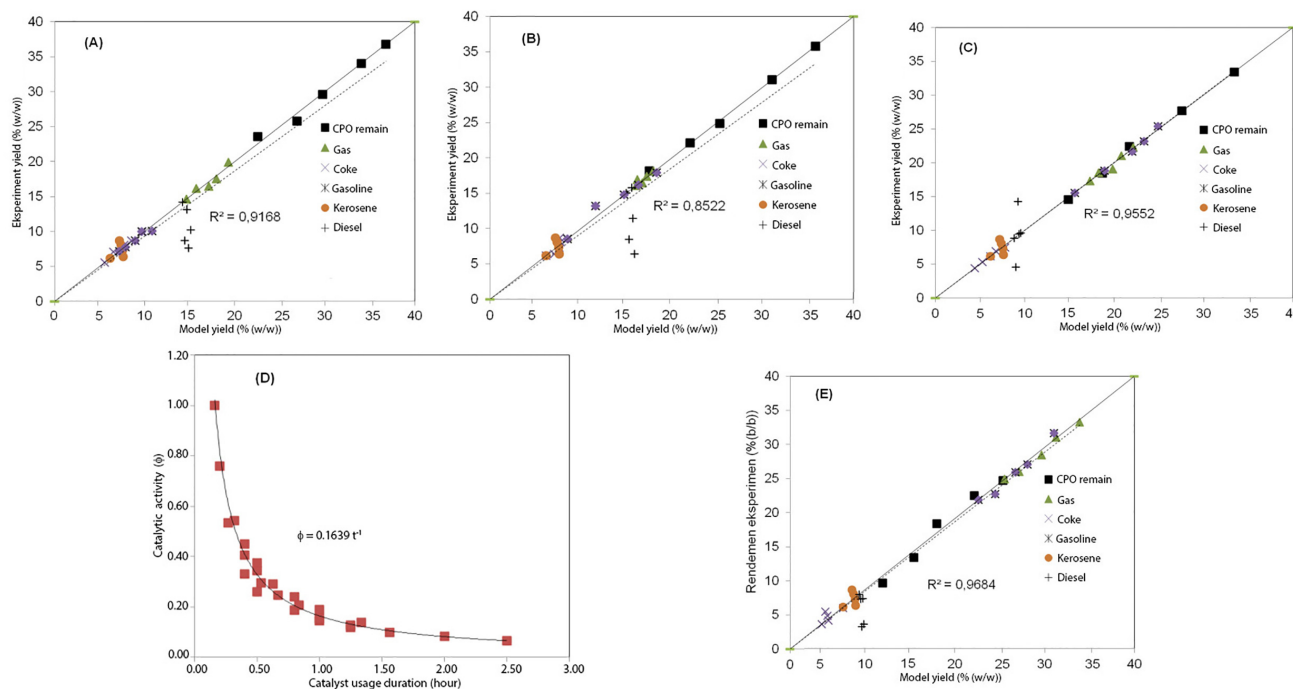 (A)
Eksperiment yield (% (w/w))
40
35
30
25
20
15
10
5
0
CPO remain
Gas
Coke
Gasoline
Kerosene
Diesel
R² = 0,9168
5 10 15 20 25 30 35 40
Model yield (% (w/w))
(B)
Eksperiment yield (% (w/w))
40
35
30
25
20
15
10
5
0
CPO remain
Gas
Coke
Gasoline
Kerosene
Diesel
R² = 0,8522
0 5 10 15 20 25 30 35 40
Model yield (% (w/w))
(C)
Eksperiment yield (% (w/w))
40
35
30
25
20
15
10
5
0
CPO remain
Gas
Coke
Gasoline
Kerosene
Diesel
R² = 0,9552
0 5 10 15 20 25 30 35 4
Model yield (% (w/w))
(D)
Catalytic activity (ϕ)
1.20
1.00
0.80
0.60
0.40
0.20
0.00
ϕ = 0.1639 t⁻¹
0.00 0.50 1.00 1.50 2.00 2.50 3.00
Catalyst usage duration (hour)
(E)
Rendemen eksperimen (%(b/b))
40
35
30
25
20
15
10
5
0
CPO remain
Gas
Coke
Gasoline
Kerosene
Diesel
R² = 0,9684
0 5 10 15 20 25 30 35 40
Model yield (% (w/w))